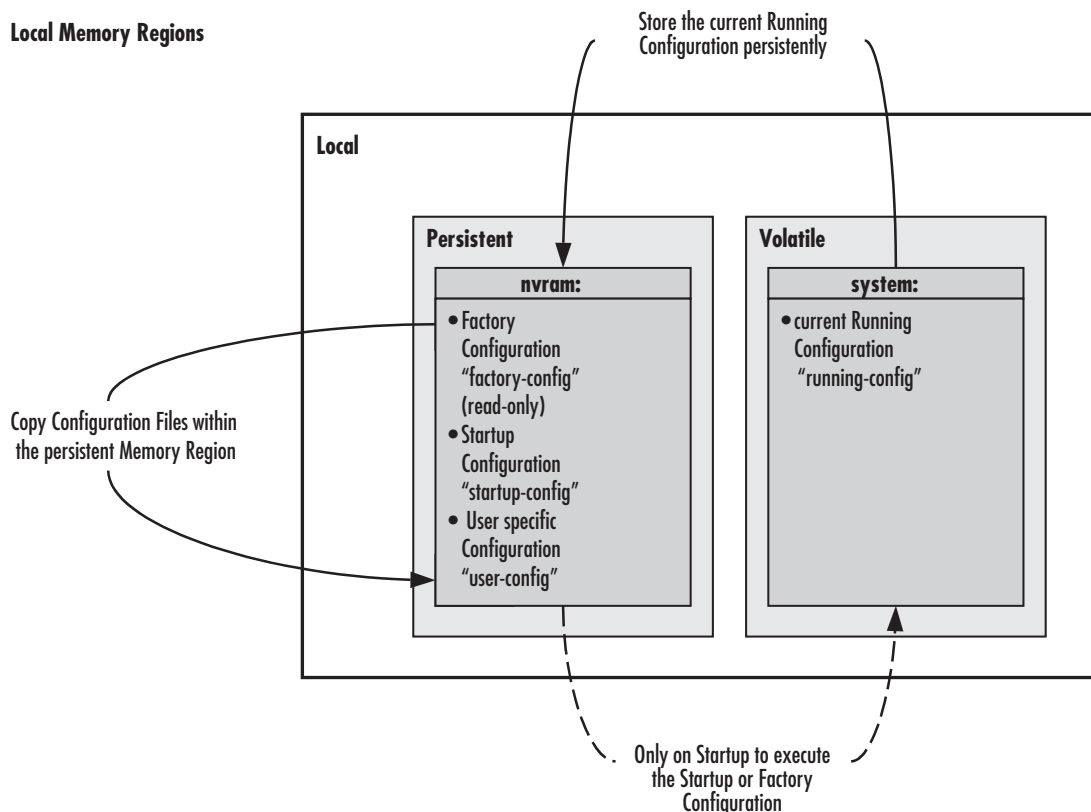 Local Memory Regions
Store the current Running
Configuration persistently
Local
Persistent
nvram:
● Factory
Configuration
“factory-config”
(read-only)
● Startup
Configuration
“startup-config”
● User specific
Configuration
“user-config”
Volatile
system:
● current Running
Configuration
“running-config”
Copy Configuration Files within
the persistent Memory Region
Only on Startup to execute
the Startup or Factory
Configuration